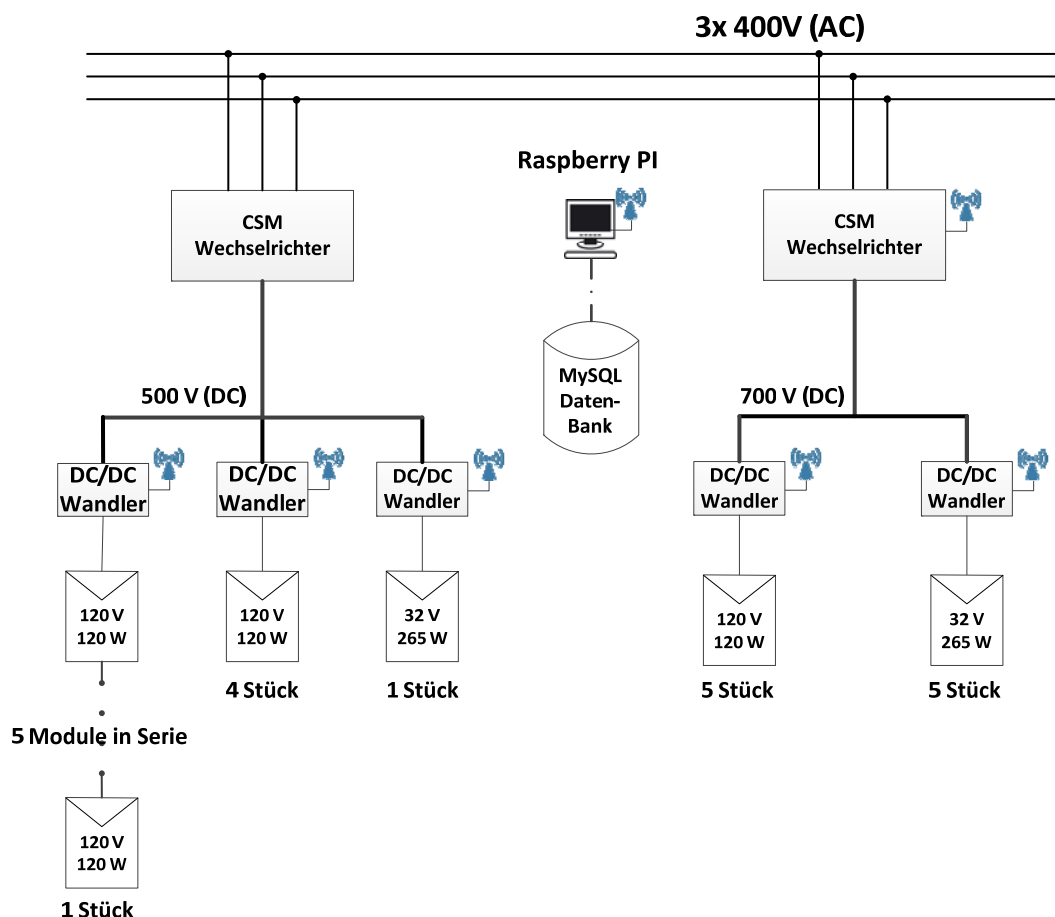 3x 400V (AC)
Raspberry PI
CSM
Wechselrichter
CSM
Wechselrichter
MySQL
Daten-
Bank
500 V (DC)
700 V (DC)
DC/DC
Wandler
DC/DC
Wandler
DC/DC
Wandler
DC/DC
Wandler
DC/DC
Wandler
120 V
120 W
120 V
120 W
32 V
265 W
120 V
120 W
32 V
265 W
4 Stück
1 Stück
5 Stück
5 Stück
5 Module in Serie
120 V
120 W
1 Stück